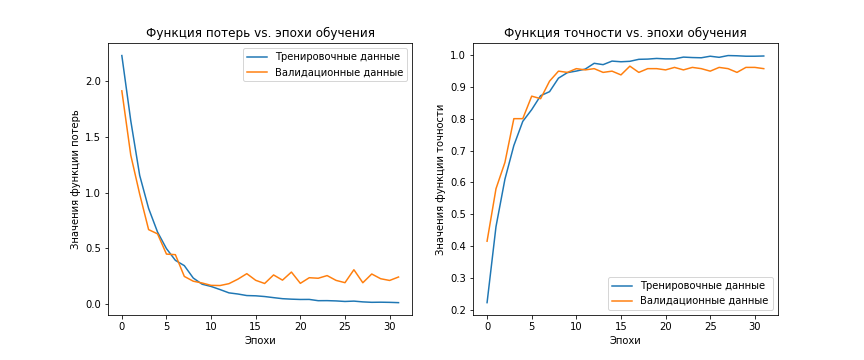 Функция потерь vs. эпохи обучения
Значения функции потерь
2.0
1.5
1.0
0.5
0.0
0 5 10 15 20 25 30
Эпохи
Тренировочные данные
Валидационные данные
Функция точности vs. эпохи обучения
Значения функции точности
1.0
0.9
0.8
0.7
0.6
0.5
0.4
0.3
0.2
0 5 10 15 20 25 30
Эпохи
Тренировочные данные
Валидационные данные